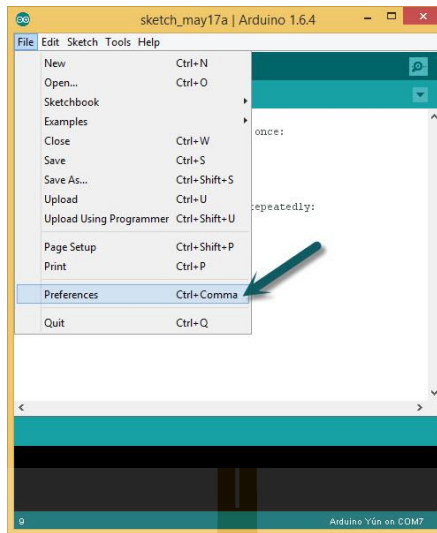 sketch_may17a | Arduino 1.6.4
File Edit Sketch Tools Help
New Ctrl+N
Open... Ctrl+O
Sketchbook
Examples
once:
Close Ctrl+W
Save Ctrl+S
Save As... Ctrl+Shift+S
Upload Ctrl+U
repeatedly:
Upload Using Programmer Ctrl+Shift+U
Page Setup Ctrl+Shift+P
Print Ctrl+P
Preferences Ctrl+Comma
Quit Ctrl+Q
9 Arduino Yún on COM7